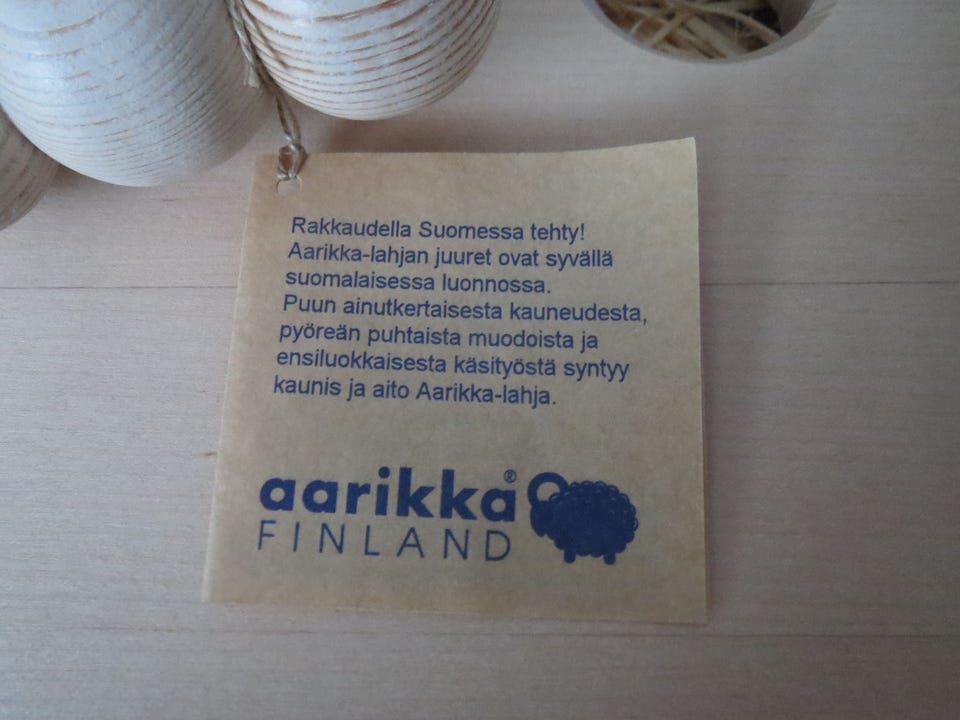 Rakkaudella Suomessa tehty!
Aarikka-lahjan juuret ovat syvällä
suomalaisessa luonnossa.
Puun ainutkertaisesta kauneudesta,
pyöreän puhtaista muodoista ja
ensiluokkaisesta käsityöstä syntyy
kaunis ja aito Aarikka-lahja.
aarikka®
FINLAND